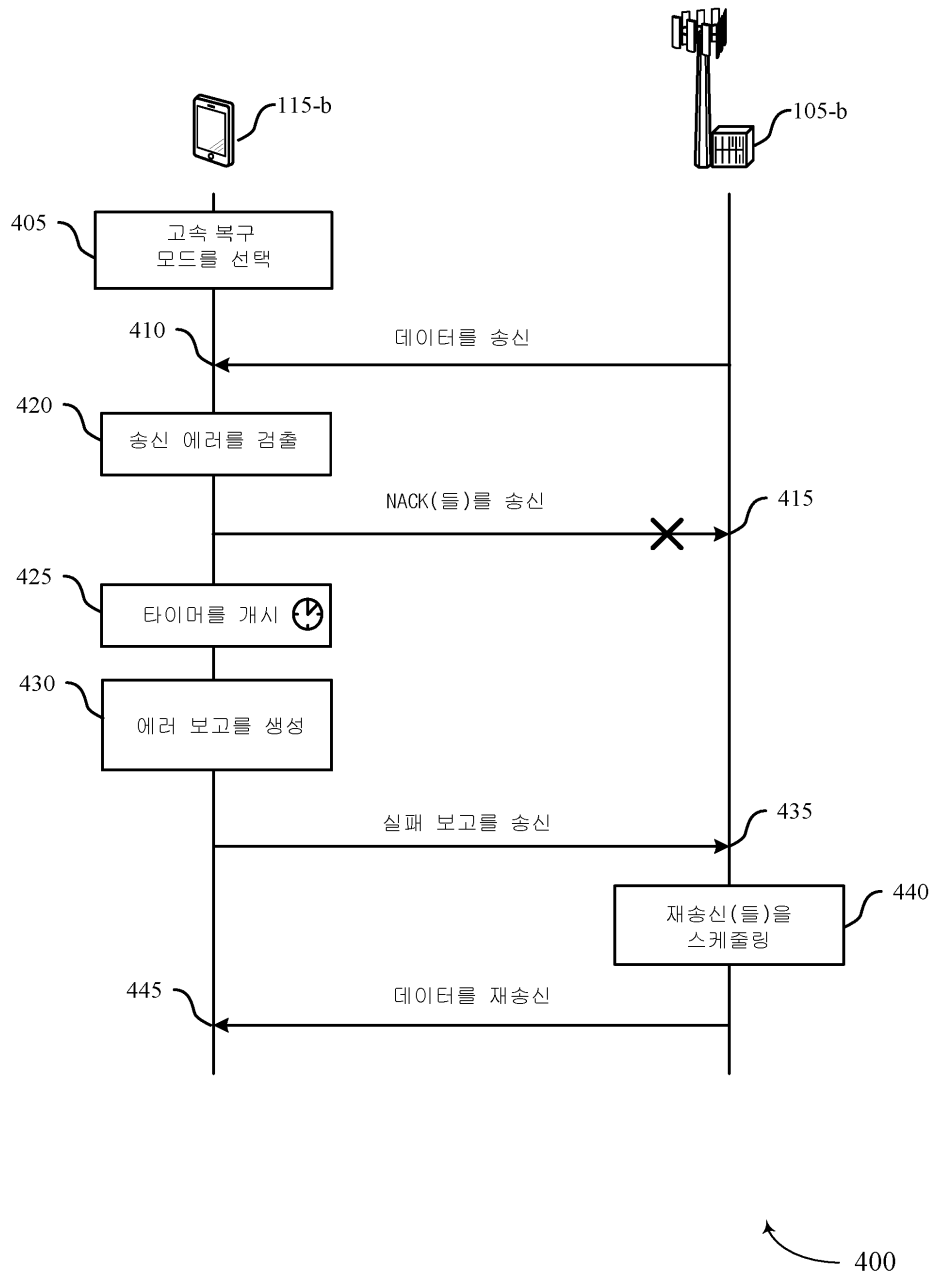 115-b
105-b
405
고속 복구
모드를 선택
410
데이터를 송신
420
송신 에러를 검출
NACK(들)를 송신
415
425
타이머를 개시
430
에러 보고를 생성
실패 보고를 송신
435
재송신(들)을
스케줄링
440
445
데이터를 재송신
400